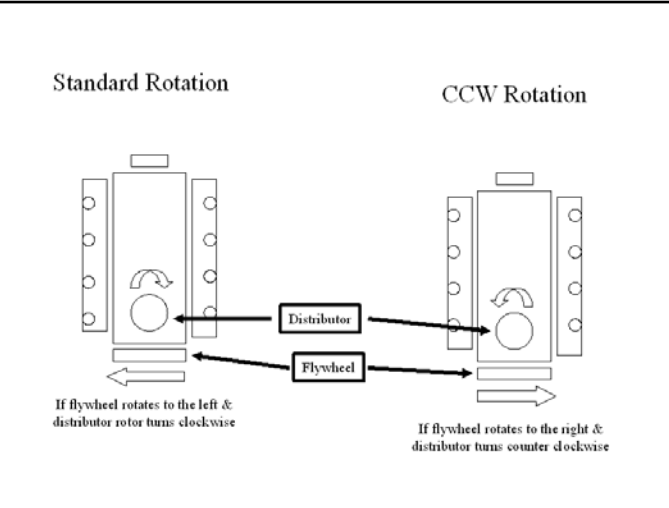 Standard Rotation
CCW Rotation
Distributor
Flywheel
If flywheel rotates to the left &
distributor rotor turns clockwise
If flywheel rotates to the right &
distributor turns counter clockwise